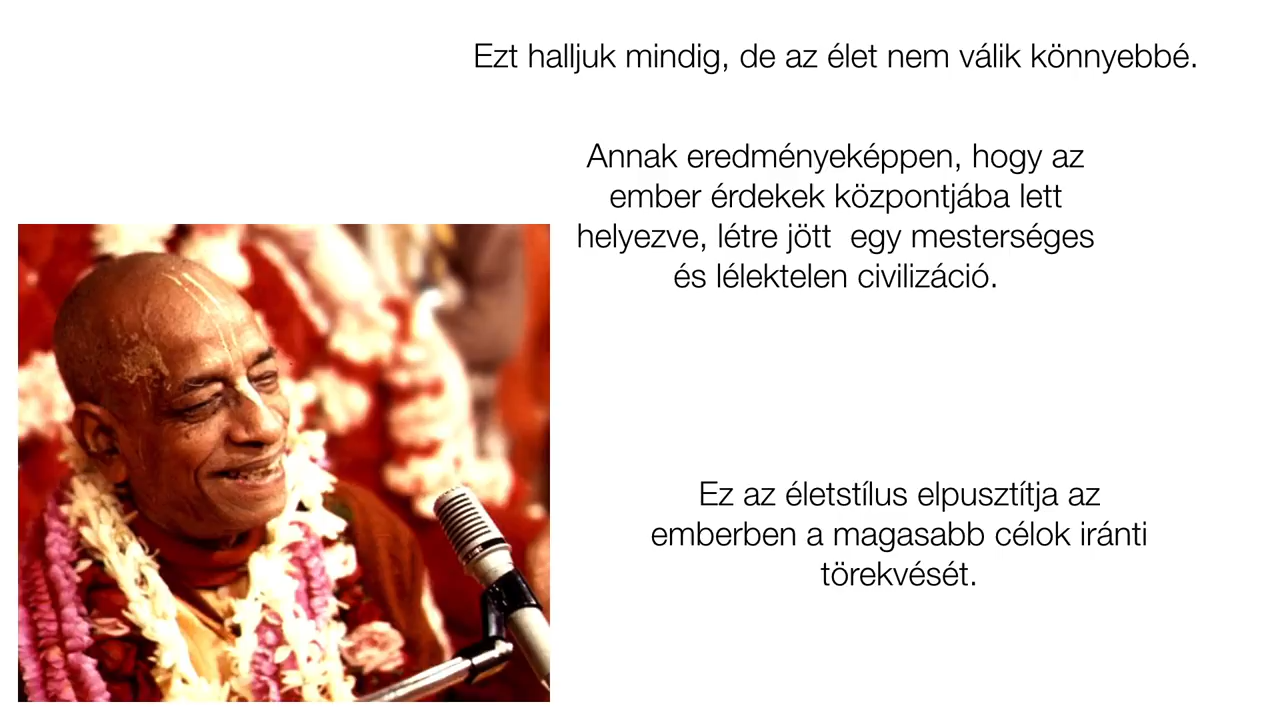 Ezt halljuk mindig, de az élet nem válik könnyebbé.
Annak eredményeképpen, hogy az
ember érdekek központjába lett
helyezve, létre jött  egy mesterséges
és lélektelen civilizáció.
Ez az életstílus elpusztítja az
emberben a magasabb célok iránti
törekvését.